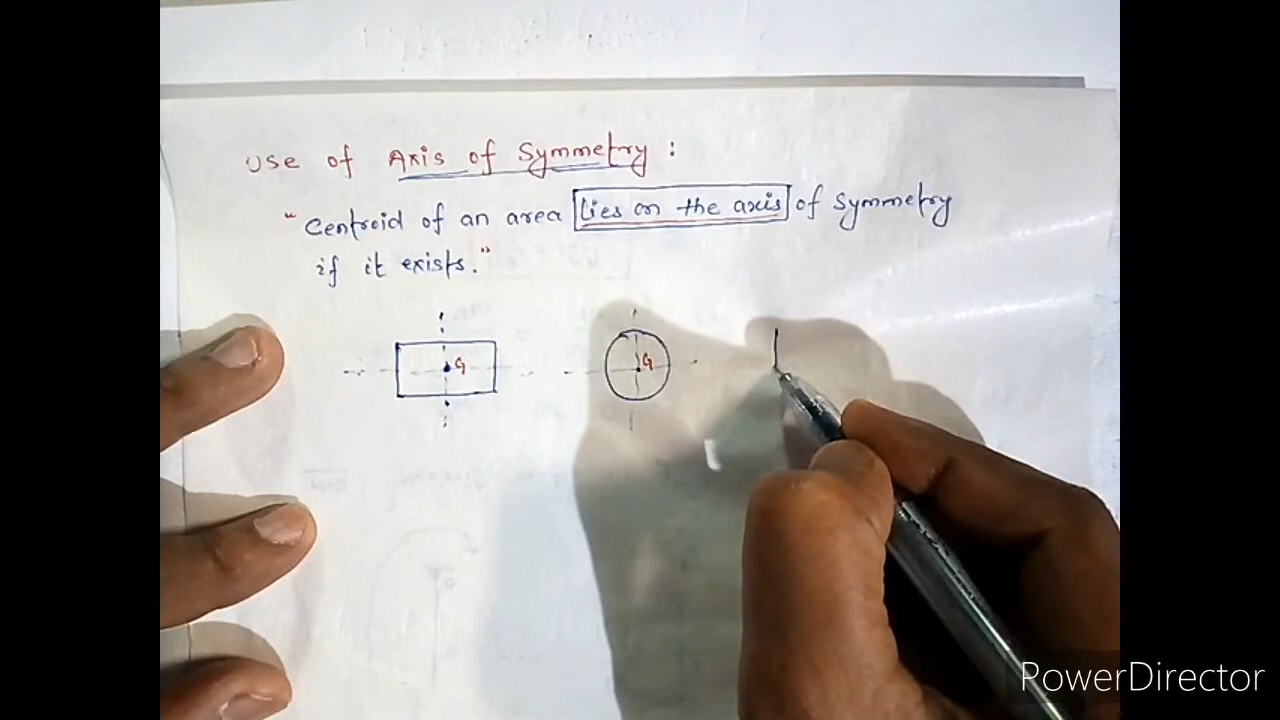 Use of Axis of Symmetry :
" Centroid of an area lies on the axis of symmetry
if it exists."
G G
PowerDirector